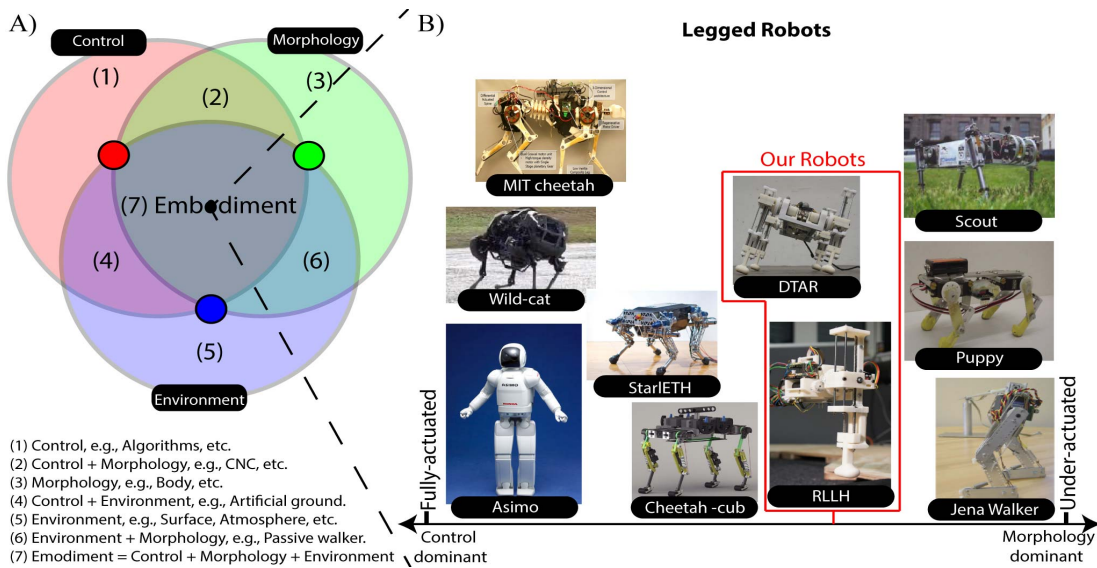 A)
Control
Morphology
(1)
(2)
(3)
(7) Embodiment
(4)
(6)
(5)
Environment
(1) Control, e.g., Algorithms, etc.
(2) Control + Morphology, e.g., CNC, etc.
(3) Morphology, e.g., Body, etc.
(4) Control + Environment, e.g., Artificial ground.
(5) Environment, e.g., Surface, Atmosphere, etc.
(6) Environment + Morphology, e.g., Passive walker.
(7) Emodiment = Control + Morphology + Environment
B)
Legged Robots
MIT cheetah
Our Robots
Scout
Wild-cat
DTAR
StarlETH
Puppy
Asimo
Cheetah -cub
RLLH
Jena Walker
Fully-actuated
Under-actuated
Control
dominant
Morphology
dominant